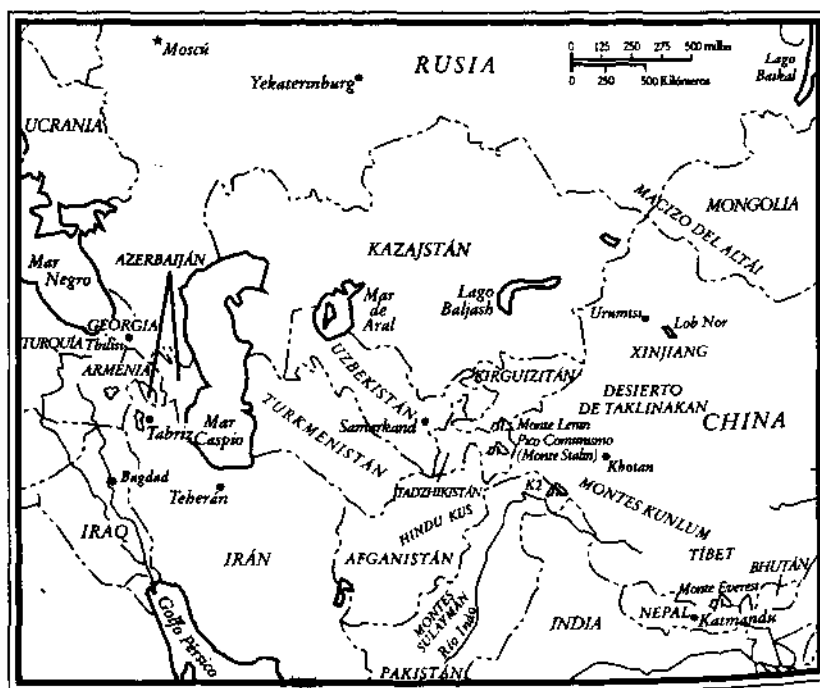 Moscú
0 125 250 275 500 millas
0 250 500 Kilómetros
Lago
Baikal
RUSIA
Yekaterinburg
UCRANIA
MACIZO DEL ALTÁI
MONGOLIA
KAZAJSTÁN
AZERBAIJÁN
Mar
Negro
Mar
de
Aral
Lago
Baljash
Urumtsi
Lob Nor
XINJIANG
GEORGIA
Tbilisi
TURQUÍA
ARMENIA
UZBEKISTÁN
KIRGUIZITÁN
DESIERTO
DE TAKLINAKAN
CHINA
TURKMENISTÁN
Samarkand
Monte Lenin
Pico Comunismo
(Monte Stalin)
Khotan
Tabriz
Mar
Caspio
Bagdad
Teherán
TADZHIKISTÁN
K2
MONTES KUNLUM
HINDU KUS
IRAQ
IRÁN
AFGANISTÁN
TÍBET
BHUTÁN
Monte Everest
NEPAL
Katmandu
MONTES
SULAYMÁN
Río Indo
INDIA
Golfo Pérsico
PAKISTÁN